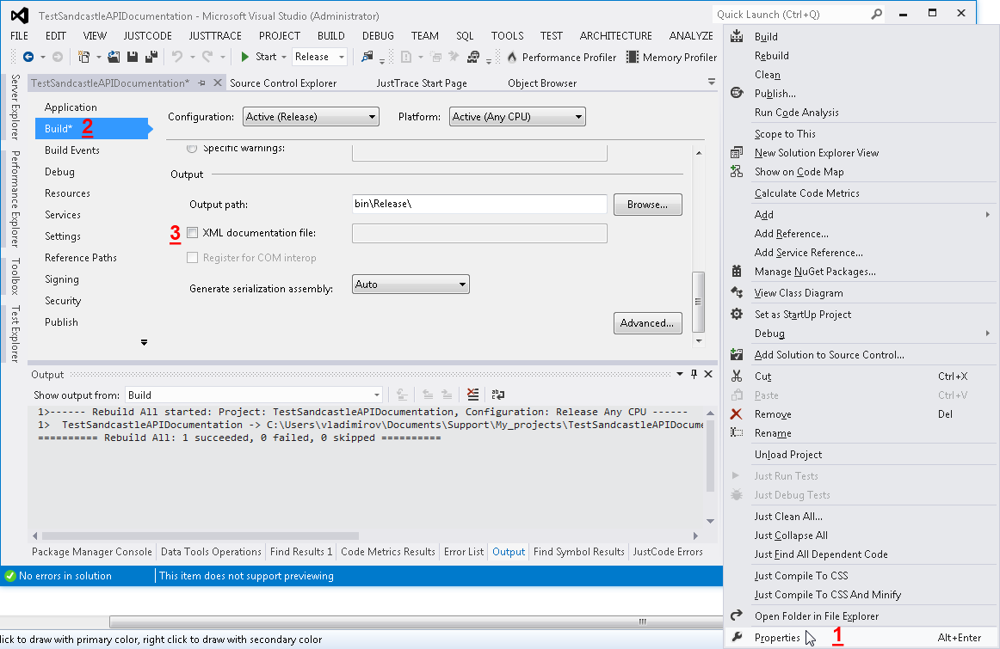 TestSandcastleAPIDocumentation - Microsoft Visual Studio (Administrator)
Quick Launch (Ctrl+Q)
FILE EDIT VIEW JUSTCODE JUSTTRACE PROJECT BUILD DEBUG TEAM SQL TOOLS TEST ARCHITECTURE ANALYZE
Start Release Performance Profiler Memory Profiler
TestSandcastleAPIDocumentation* Source Control Explorer JustTrace Start Page Object Browser
Server Explorer
Performance Explorer
Toolbox
Test Explorer
Application
Build* 2
Build Events
Debug
Resources
Services
Settings
Reference Paths
Signing
Security
Publish
Configuration: Active (Release) Platform: Active (Any CPU)
Specific warnings:
Output
Output path: bin\Release\ Browse...
3 XML documentation file:
Register for COM interop
Generate serialization assembly: Auto
Advanced...
Output
Show output from: Build
1>------ Rebuild All started: Project: TestSandcastleAPIDocumentation, Configuration: Release Any CPU ------
1>  TestSandcastleAPIDocumentation -> C:\Users\vladimirov\Documents\Support\My_projects\TestSandcastleAPIDocume
========== Rebuild All: 1 succeeded, 0 failed, 0 skipped ==========
Package Manager Console Data Tools Operations Find Results 1 Code Metrics Results Error List Output Find Symbol Results JustCode Errors
No errors in solution This item does not support previewing
lick to draw with primary color, right click to draw with secondary color
Build
Rebuild
Clean
Publish...
Run Code Analysis
Scope to This
New Solution Explorer View
Show on Code Map
Calculate Code Metrics
Add
Add Reference...
Add Service Reference...
Manage NuGet Packages...
View Class Diagram
Set as StartUp Project
Debug
Add Solution to Source Control...
Cut Ctrl+X
Paste Ctrl+V
Remove Del
Rename
Unload Project
Just Run Tests
Just Debug Tests
Just Clean All...
Just Collapse All
Just Find All Dependent Code
Just Compile To CSS
Just Compile To CSS And Minify
Open Folder in File Explorer
Properties 1 Alt+Enter